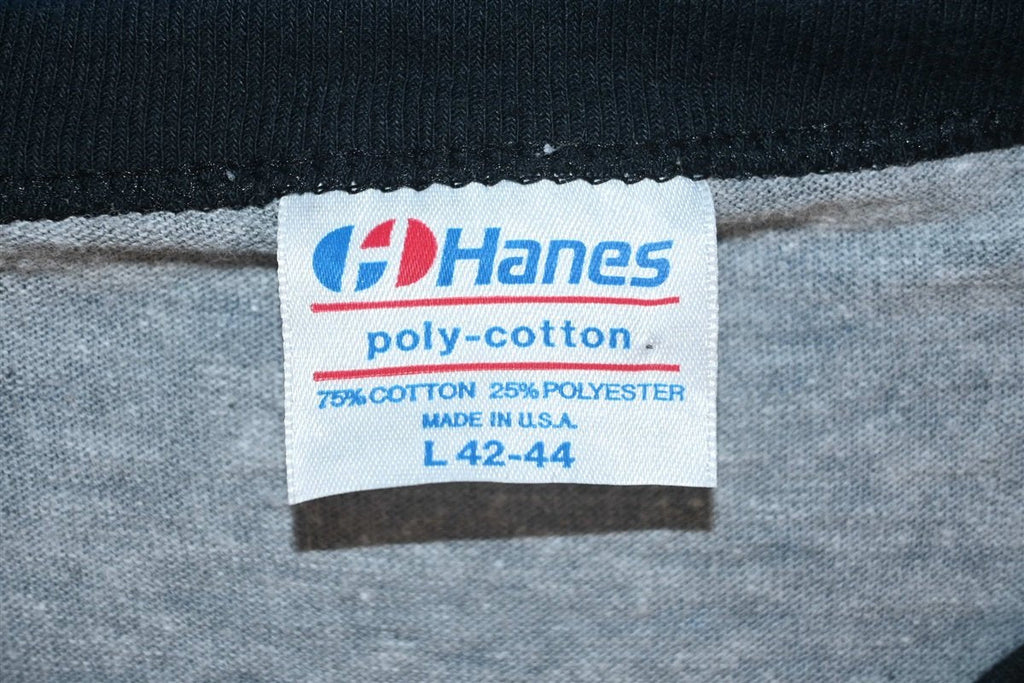 Hanes
poly-cotton
75% COTTON 25% POLYESTER
MADE IN U.S.A.
L 42-44